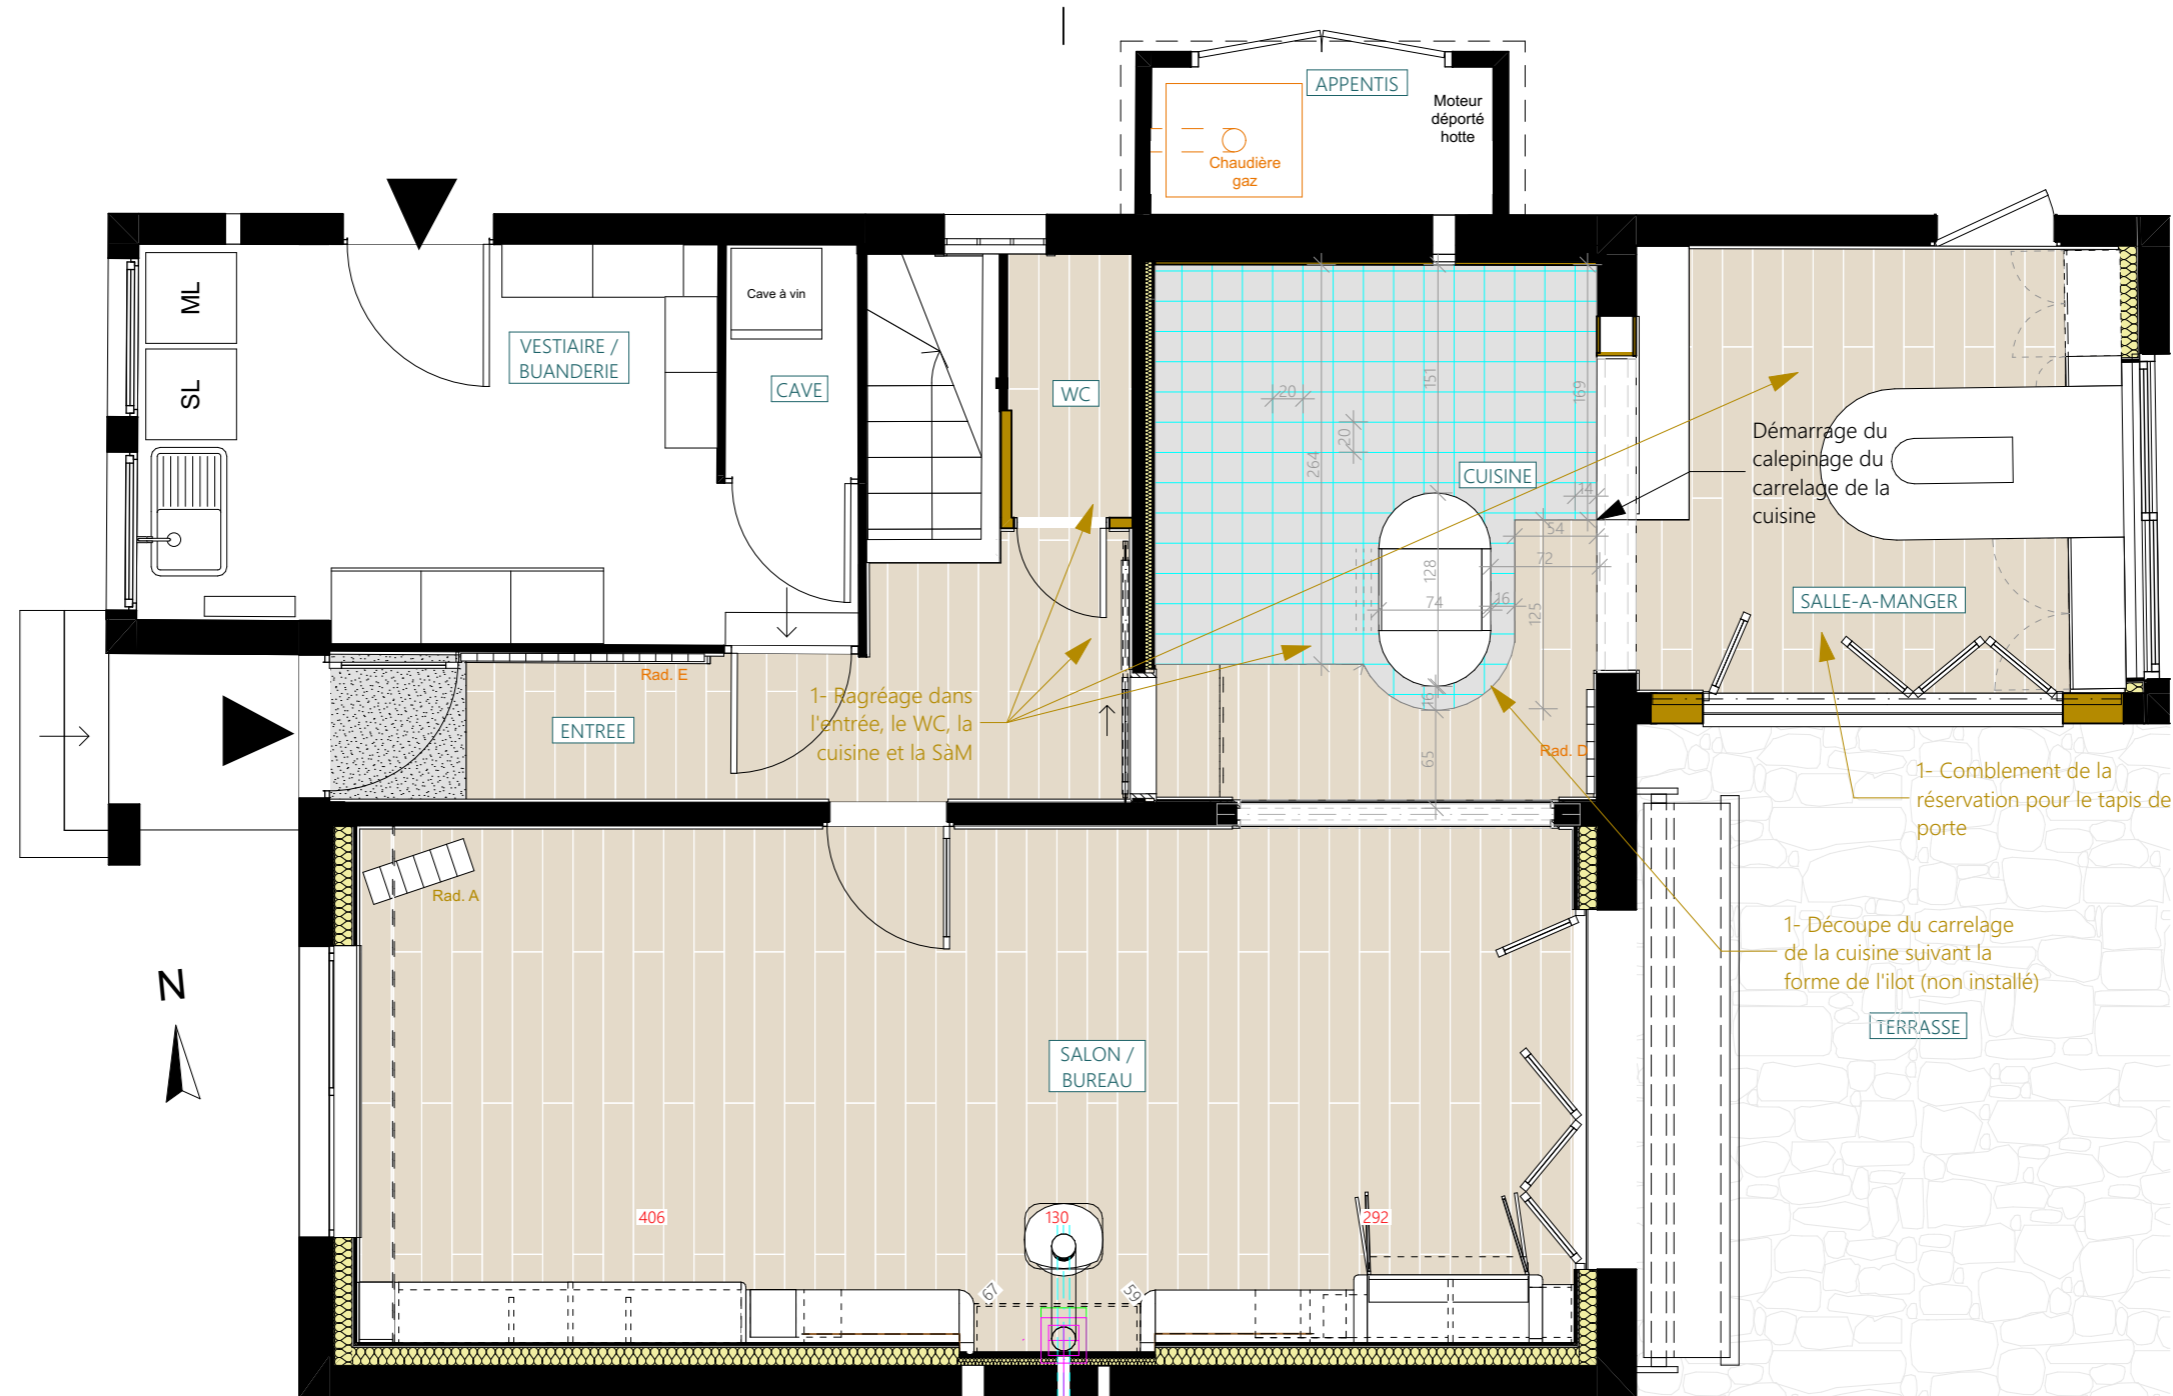 APPENTIS
Moteur
déporté
hotte
Chaudière
gaz
ML
SL
VESTIAIRE /
BUANDERIE
Cave à vin
CAVE
WC
20
20
264
151
169
CUISINE
14
54
72
128
74
16
125
16
65
Démarrage du
calepinage du
carrelage de la
cuisine
SALLE-A-MANGER
Rad. E
ENTREE
1- Ragréage dans
l'entrée, le WC, la
cuisine et la SàM
Rad. D
1- Comblement de la
réservation pour le tapis de
porte
Rad. A
1- Découpe du carrelage
de la cuisine suivant la
forme de l'ilot (non installé)
TERRASSE
N
SALON /
BUREAU
406
130
292
67
59